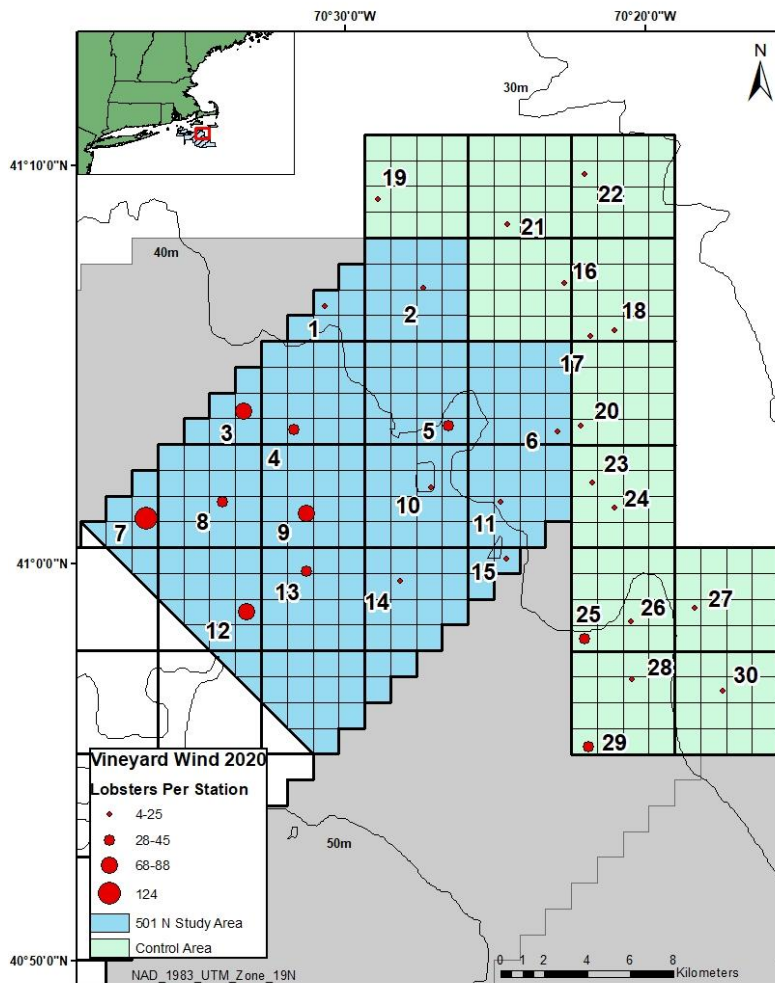 70°30'0"W
70°20'0"W
N
30m
41°10'0"N
19
22
21
40m
16
2
18
1
17
3
5
20
4
6
23
10
8
9
24
7
11
41°0'0"N
15
13
14
27
25
26
12
28
30
29
Vineyard Wind 2020
Lobsters Per Station
4-25
28-45
68-88
50m
124
501 N Study Area
Control Area
40°50'0"N
NAD_1983_UTM_Zone_19N
0 1 2 4 6 8
Kilometers